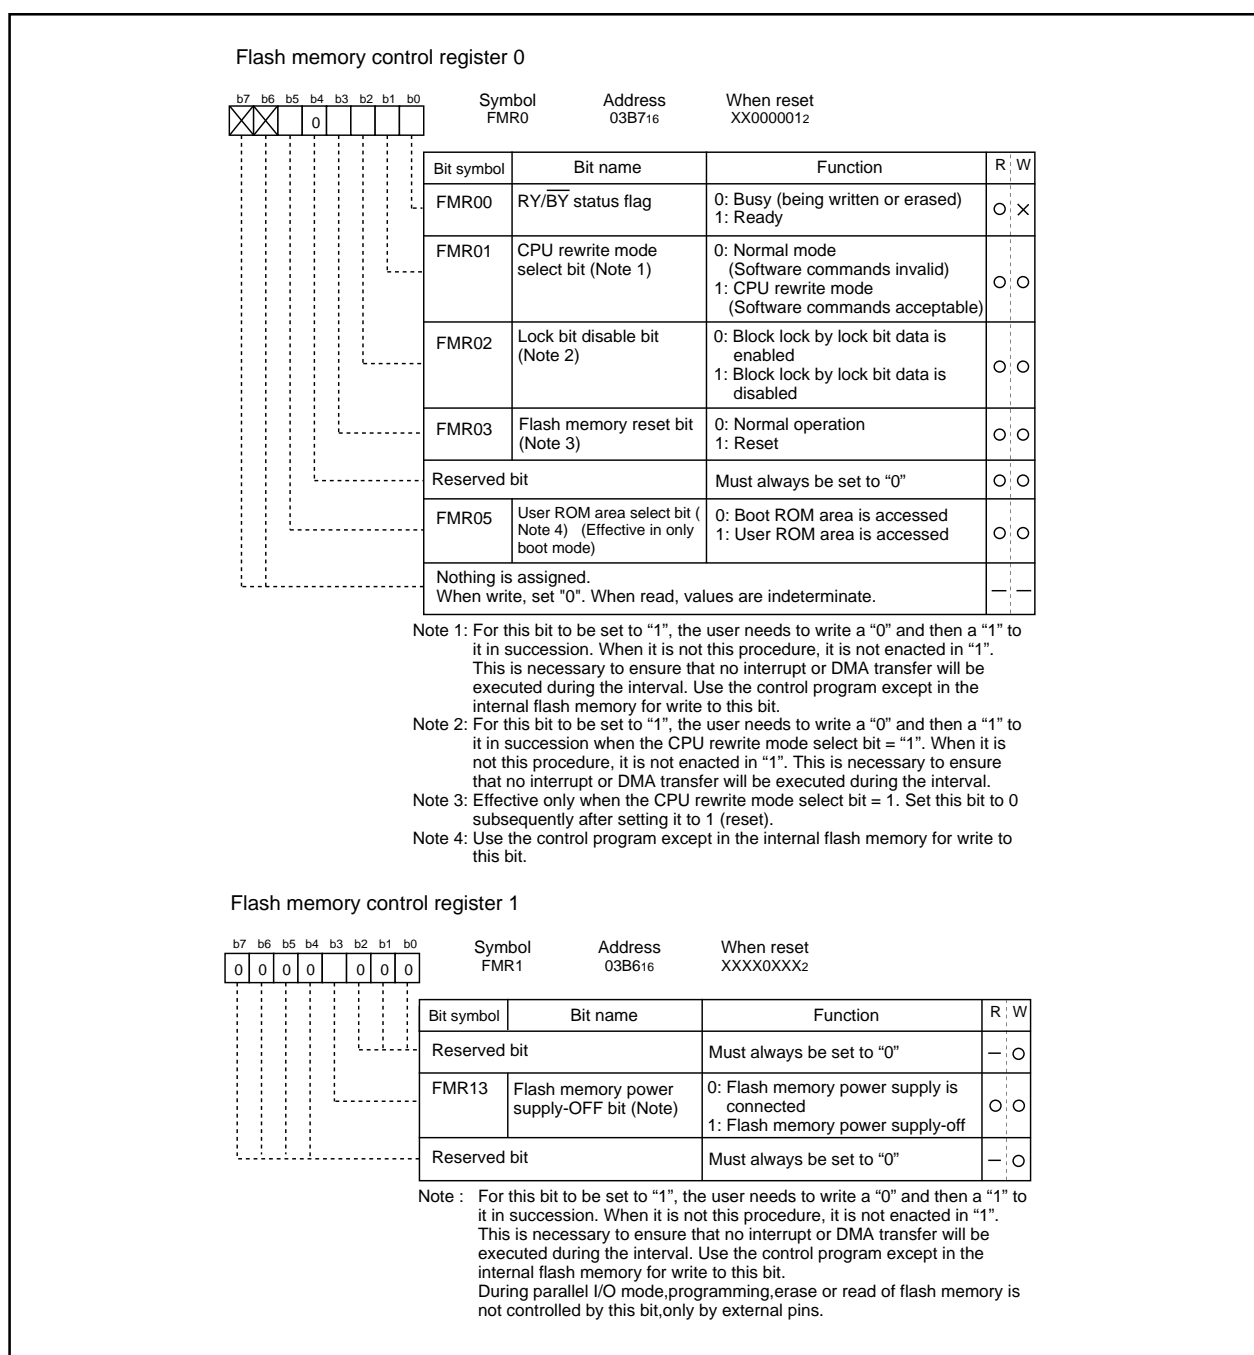 Flash memory control register 0
b7 b6 b5 b4 b3 b2 b1 b0
Symbol Address When reset
FMR0 03B716 XX0000012
0
Bit symbol Bit name Function R W
FMR00 RY/BY status flag 0: Busy (being written or erased)
1: Ready
FMR01 CPU rewrite mode 0: Normal mode
select bit (Note 1) (Software commands invalid)
1: CPU rewrite mode
(Software commands acceptable)
FMR02 Lock bit disable bit 0: Block lock by lock bit data is
(Note 2) enabled
1: Block lock by lock bit data is
disabled
FMR03 Flash memory reset bit 0: Normal operation
(Note 3) 1: Reset
Reserved bit Must always be set to “0”
FMR05 User ROM area select bit ( 0: Boot ROM area is accessed
Note 4) (Effective in only 1: User ROM area is accessed
boot mode)
Nothing is assigned.
When write, set "0". When read, values are indeterminate.
Note 1: For this bit to be set to “1”, the user needs to write a “0” and then a “1” to
it in succession. When it is not this procedure, it is not enacted in “1”.
This is necessary to ensure that no interrupt or DMA transfer will be
executed during the interval. Use the control program except in the
internal flash memory for write to this bit.
Note 2: For this bit to be set to “1”, the user needs to write a “0” and then a “1” to
it in succession when the CPU rewrite mode select bit = “1”. When it is
not this procedure, it is not enacted in “1”. This is necessary to ensure
that no interrupt or DMA transfer will be executed during the interval.
Note 3: Effective only when the CPU rewrite mode select bit = 1. Set this bit to 0
subsequently after setting it to 1 (reset).
Note 4: Use the control program except in the internal flash memory for write to
this bit.
Flash memory control register 1
b7 b6 b5 b4 b3 b2 b1 b0
Symbol Address When reset
FMR1 03B616 XXXX0XXX2
0 0 0 0 0 0 0
Bit symbol Bit name Function R W
Reserved bit Must always be set to “0”
FMR13 Flash memory power 0: Flash memory power supply is
supply-OFF bit (Note) connected
1: Flash memory power supply-off
Reserved bit Must always be set to “0”
Note : For this bit to be set to “1”, the user needs to write a “0” and then a “1” to
it in succession. When it is not this procedure, it is not enacted in “1”.
This is necessary to ensure that no interrupt or DMA transfer will be
executed during the interval. Use the control program except in the
internal flash memory for write to this bit.
During parallel I/O mode,programming,erase or read of flash memory is
not controlled by this bit,only by external pins.